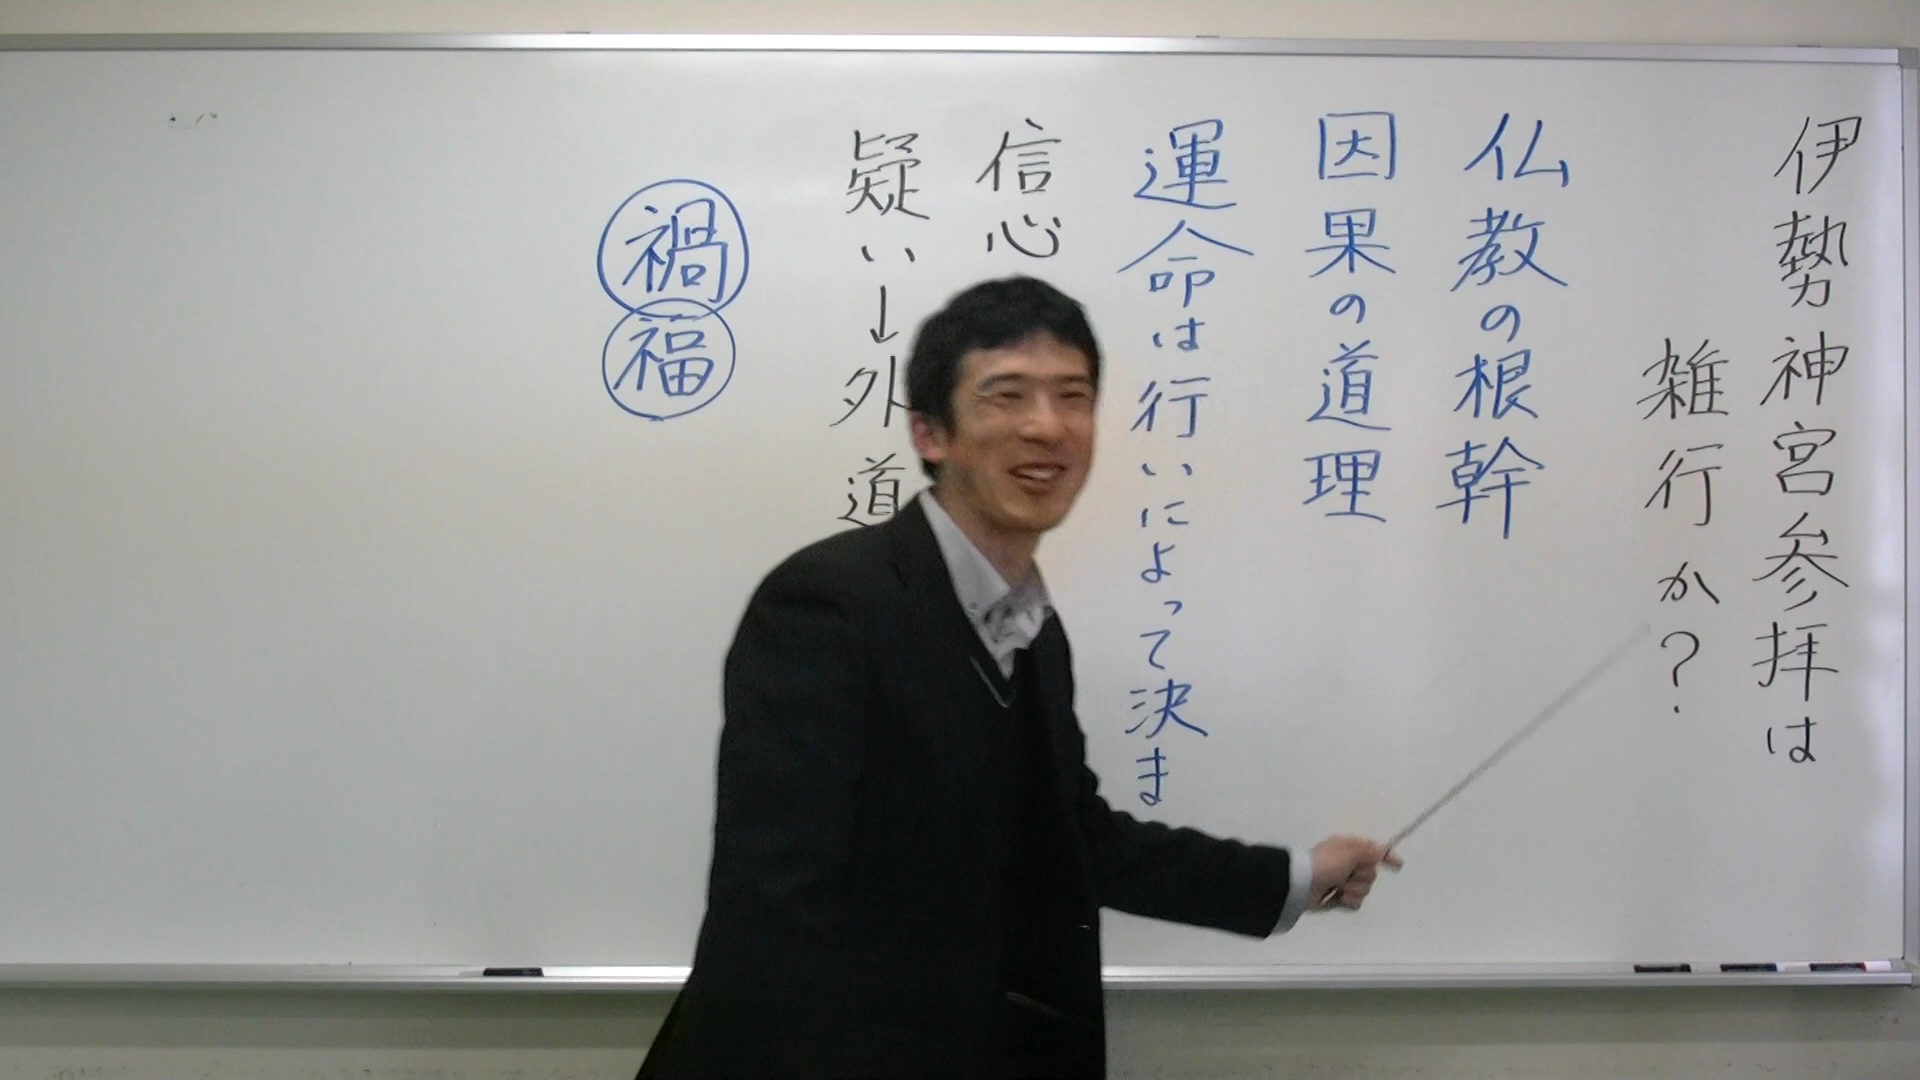 伊勢神宮参拝は
雑行か？
仏教の根幹
因果の道理
運命は行いによって決ま
信心
疑い→外道
禍
福